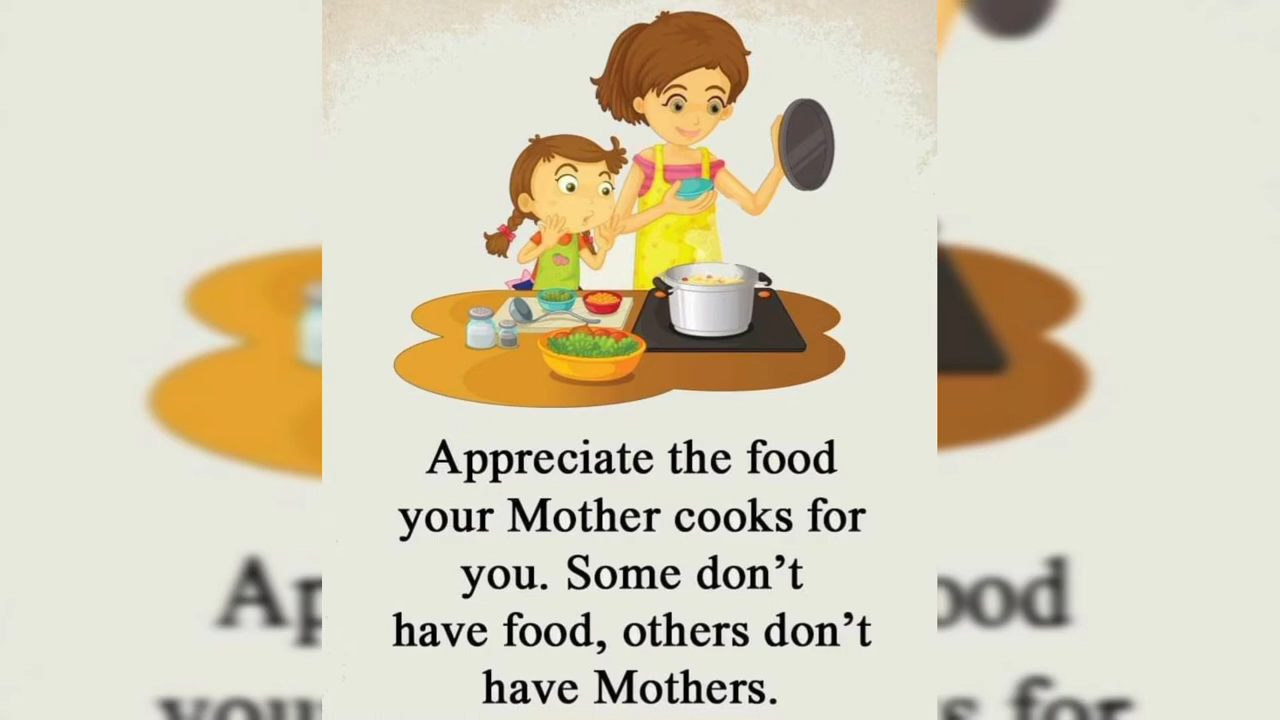 Appreciate the food
your Mother cooks for
you. Some don’t
have food, others don’t
have Mothers.